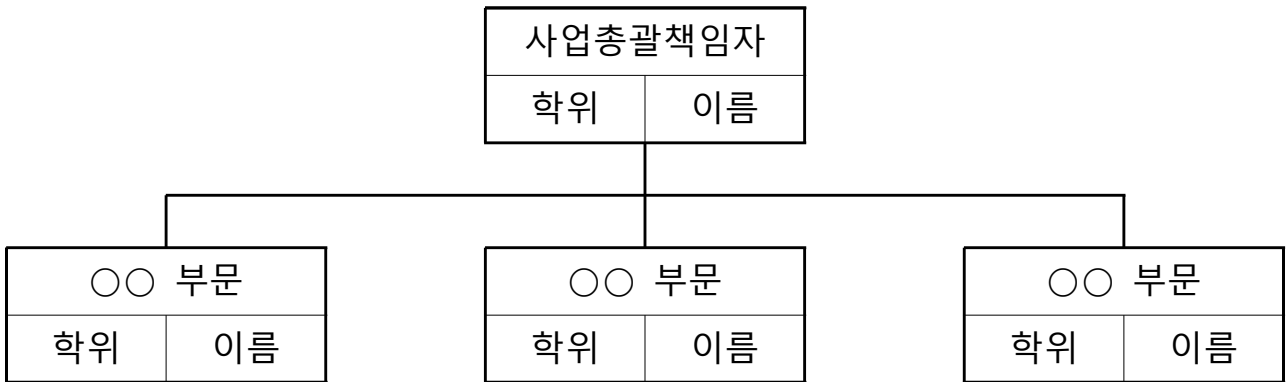 사업총괄책임자
학위 이름
○○ 부문 ○○ 부문 ○○ 부문
학위 이름 학위 이름 학위 이름